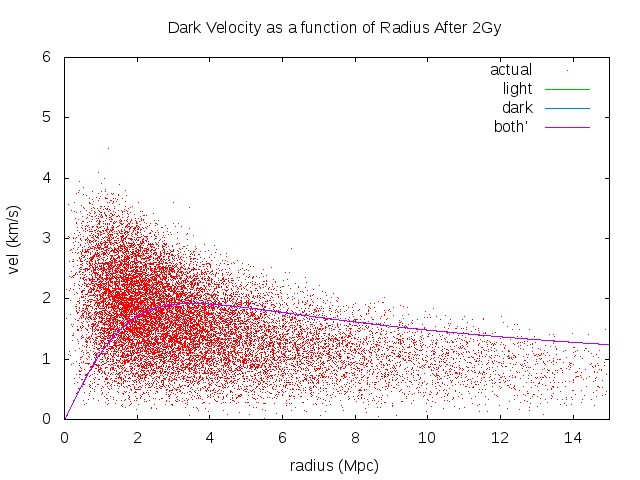 Dark Velocity as a function of Radius After 2Gy
6
actual
light
5
dark
both'
4
vel (km/s)
3
2
1
0
0 2 4 6 8 10 12 14
radius (Mpc)